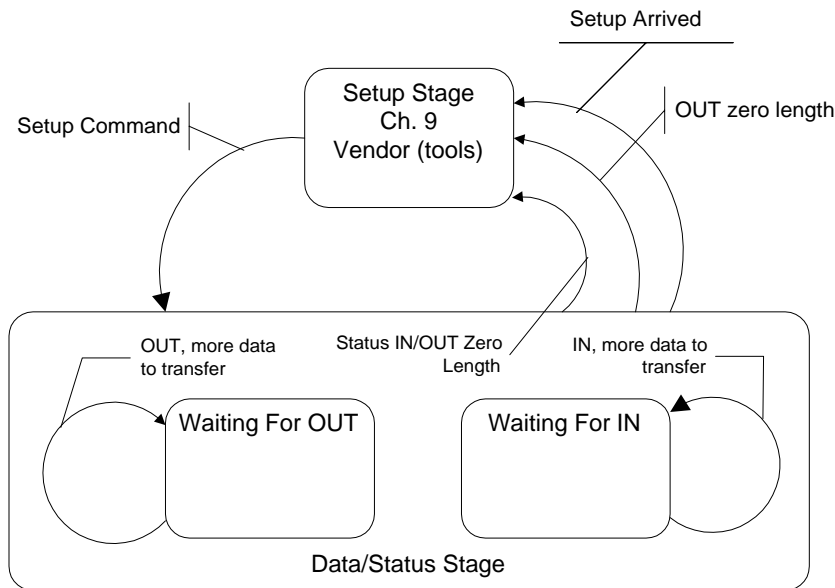 Setup Arrived
Setup Stage
Ch. 9
Vendor (tools)
Setup Command
OUT zero length
OUT, more data
to transfer
Status IN/OUT Zero
Length
IN, more data to
transfer
Waiting For OUT
Waiting For IN
Data/Status Stage